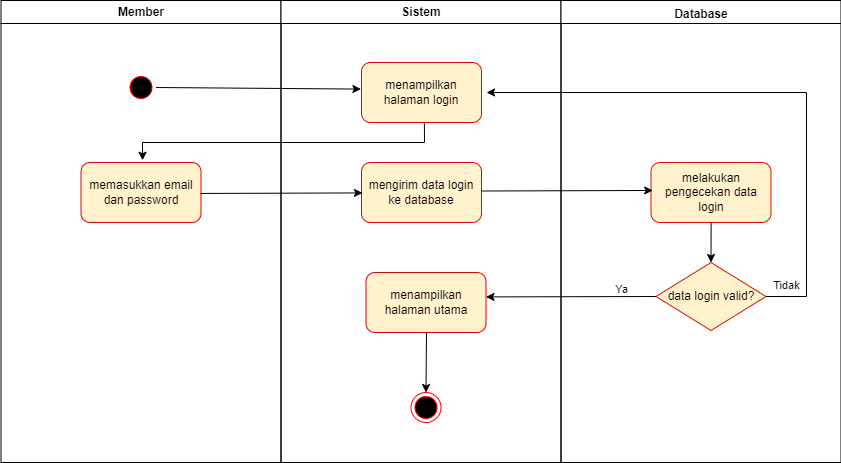 Member
Sistem
Database
menampilkan
halaman login
memasukkan email
dan password
mengirim data login
ke database
melakukan
pengecekan data
login
data login valid?
Tidak
Ya
menampilkan
halaman utama